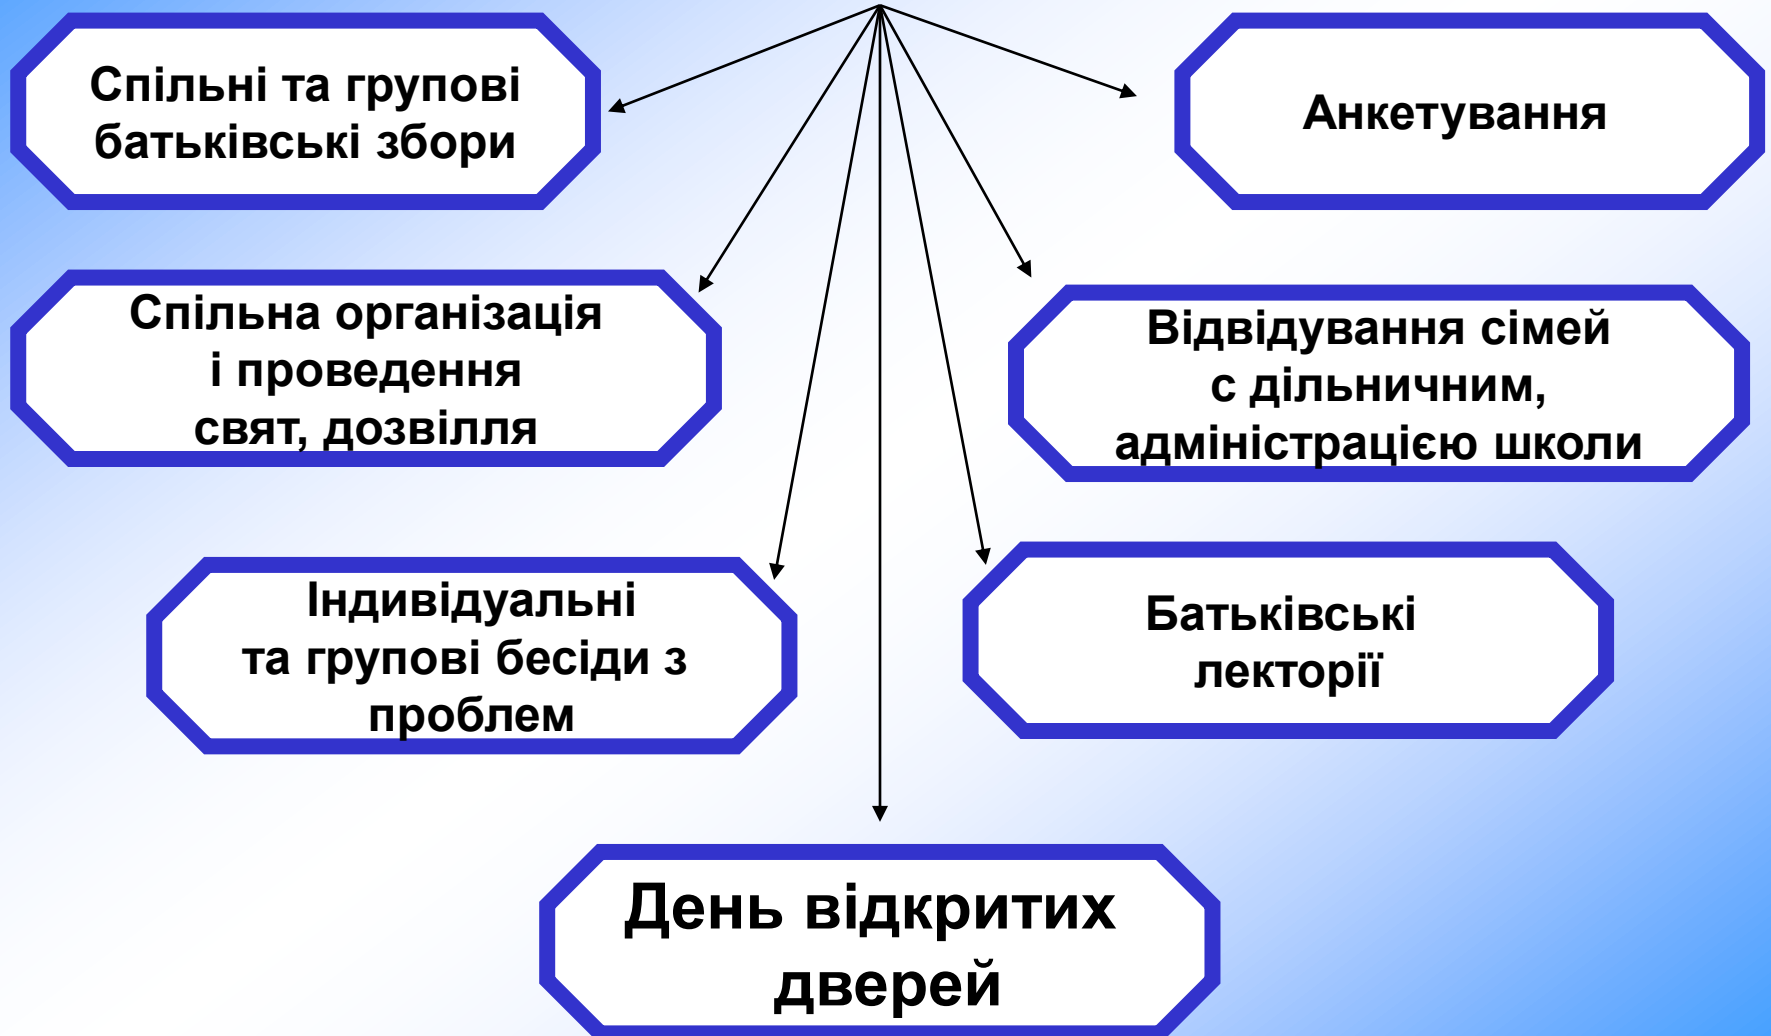 Спільні та групові
батьківські збори
Анкетування
Спільна організація
і проведення
свят, дозвілля
Відвідування сімей
с дільничним,
адміністрацією школи
Індивідуальні
та групові бесіди з
проблем
Батьківські
лекторії
День відкритих
дверей